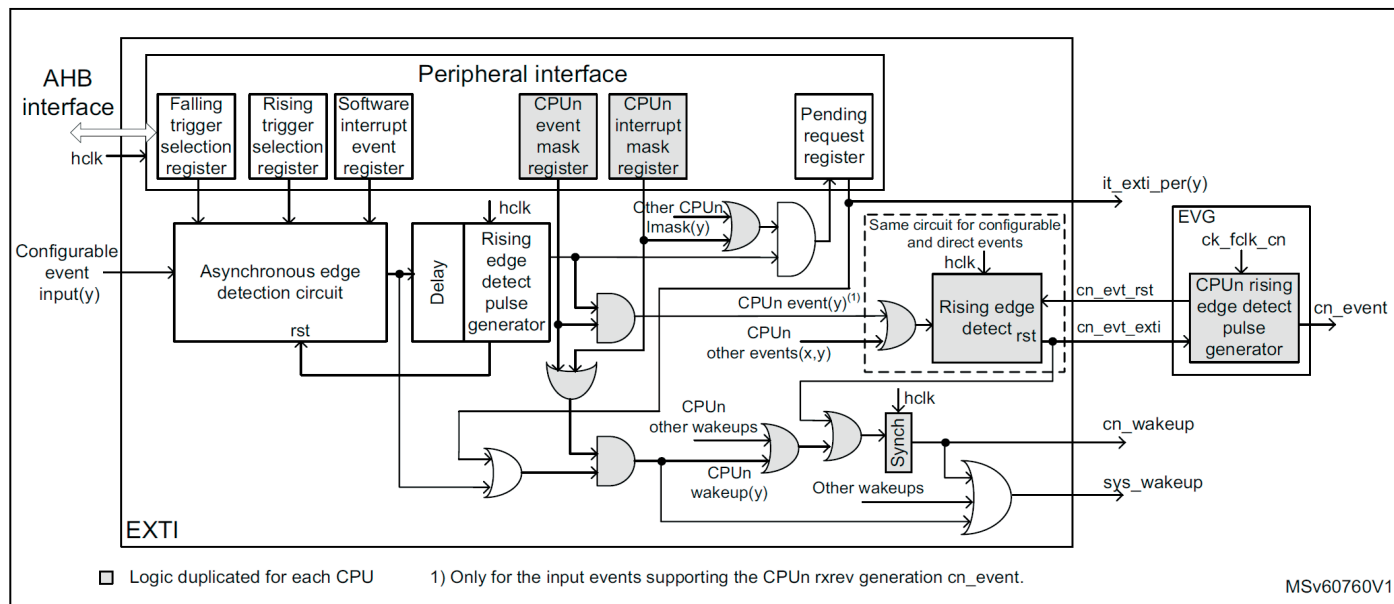 Peripheral interface
AHB
interface
hclk
Falling
trigger
selection
register
Rising
trigger
selection
register
Software
interrupt
event
register
CPUn
event
mask
register
CPUn
interrupt
mask
register
Pending
request
register
it_exti_per(y)
hclk
Other CPUn
Imask(y)
Same circuit for configurable
and direct events
hclk
EVG
ck_fclk_cn
Configurable
event
input(y)
Asynchronous edge
detection circuit
rst
Delay
Rising
edge
detect
pulse
generator
CPUn event(y)(1)
CPUn
other events(x,y)
Rising edge
detect
rst
cn_evt_rst
cn_evt_exti
CPUn rising
edge detect
pulse
generator
cn_event
hclk
CPUn
other wakeups
CPUn
wakeup(y)
Synch
cn_wakeup
Other wakeups
sys_wakeup
EXTI
Logic duplicated for each CPU
1) Only for the input events supporting the CPUn rxrev generation cn_event.
MSv60760V1